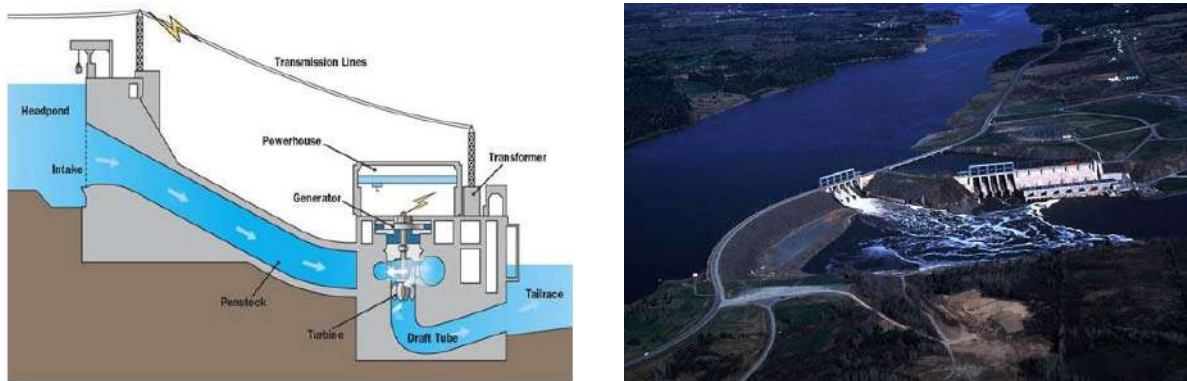 Transmission Lines
Headpond
Powerhouse
Transformer
Intake
Generator
Penstock
Turbine
Draft Tube
Tailrace